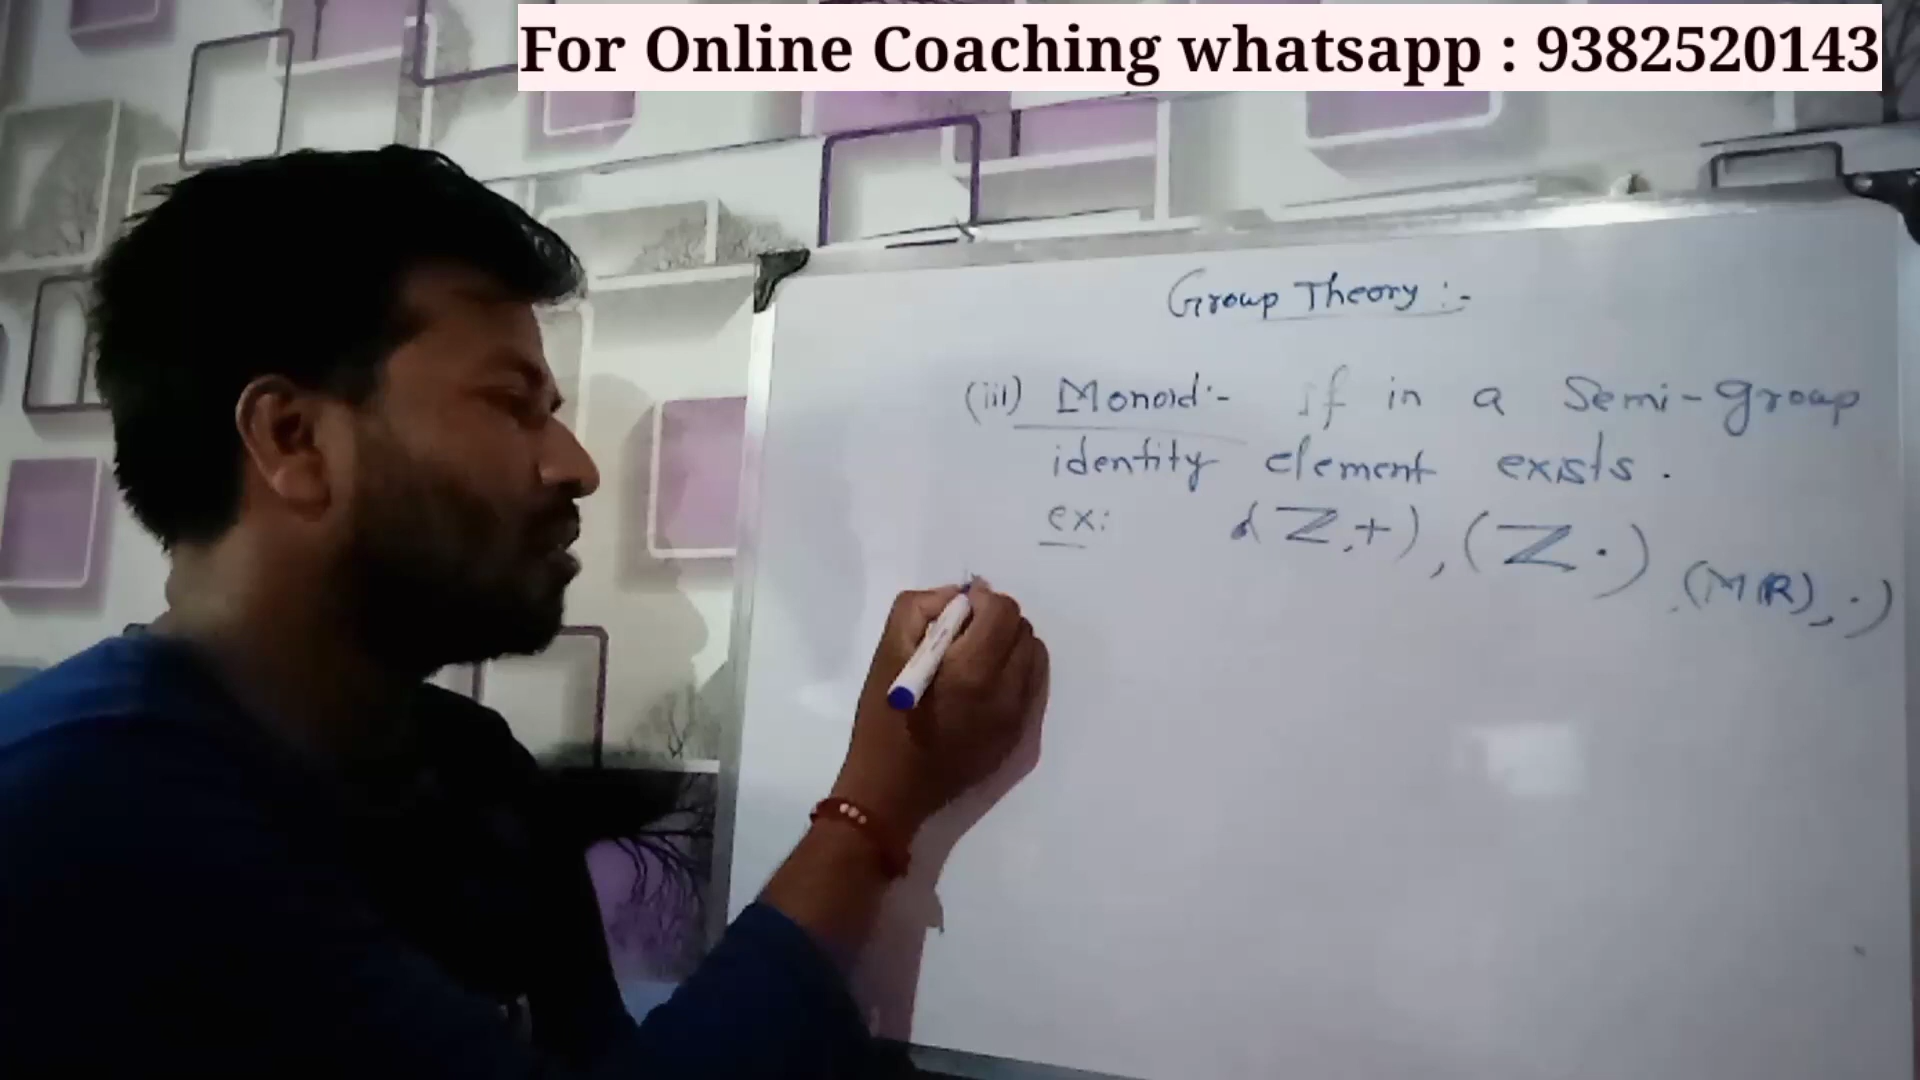 For Online Coaching whatsapp : 9382520143
Group Theory :-
(iii) Monoid:- if in a Semi-group
identity element exists.
ex: (Z,+), (Z ·) (M(R), ·)